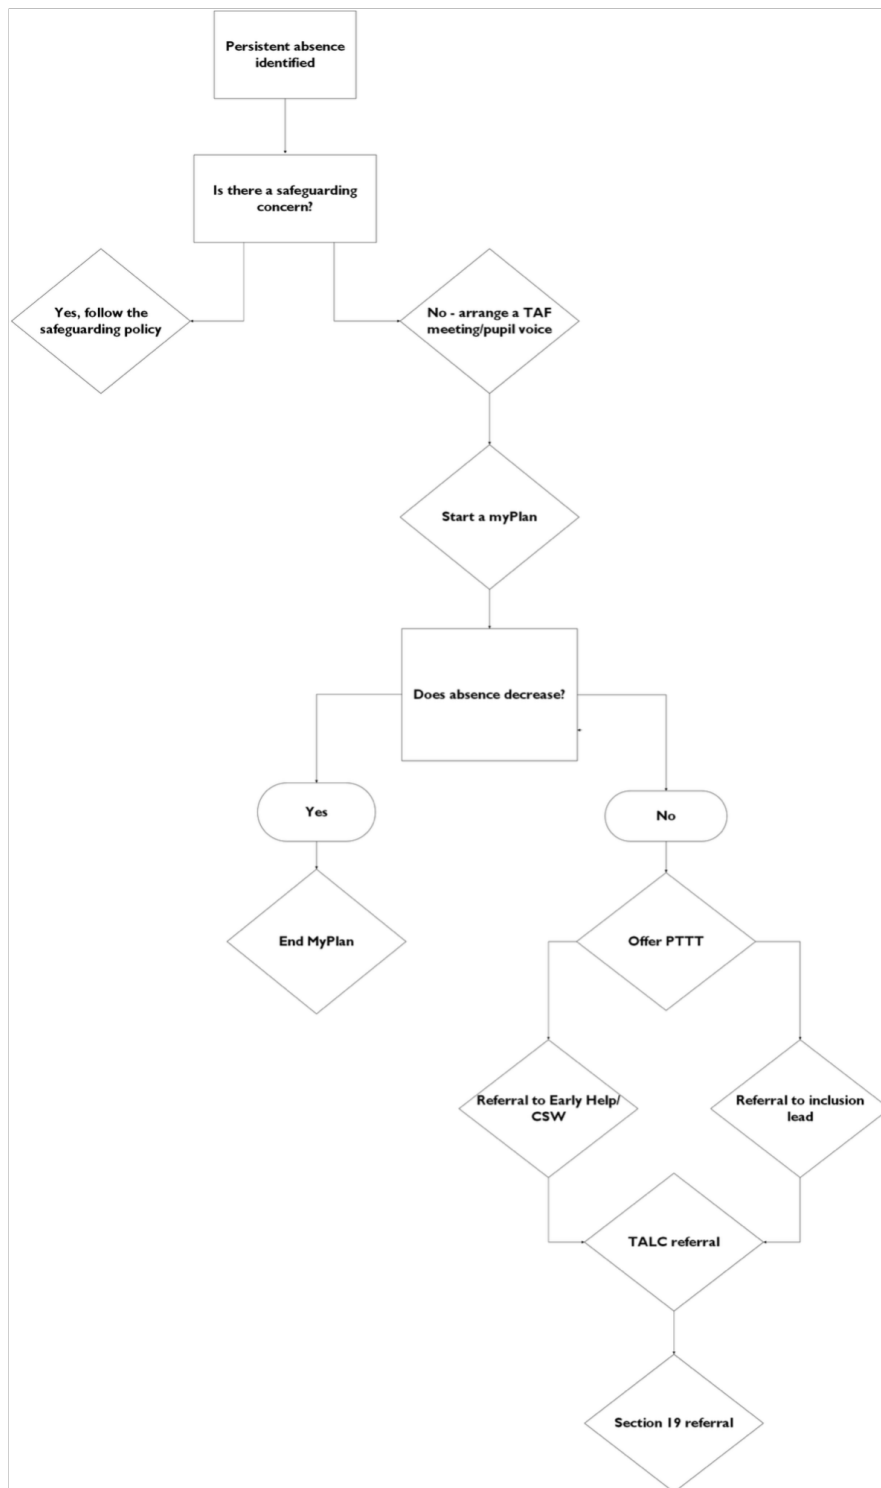 Persistent absence
identified
Is there a safeguarding
concern?
Yes, follow the
safeguarding policy
No - arrange a TAF
meeting/pupil voice
Start a myPlan
Does absence decrease?
Yes
No
End MyPlan
Offer PTTT
Referral to Early Help/
CSW
Referral to inclusion
lead
TALC referral
Section 19 referral